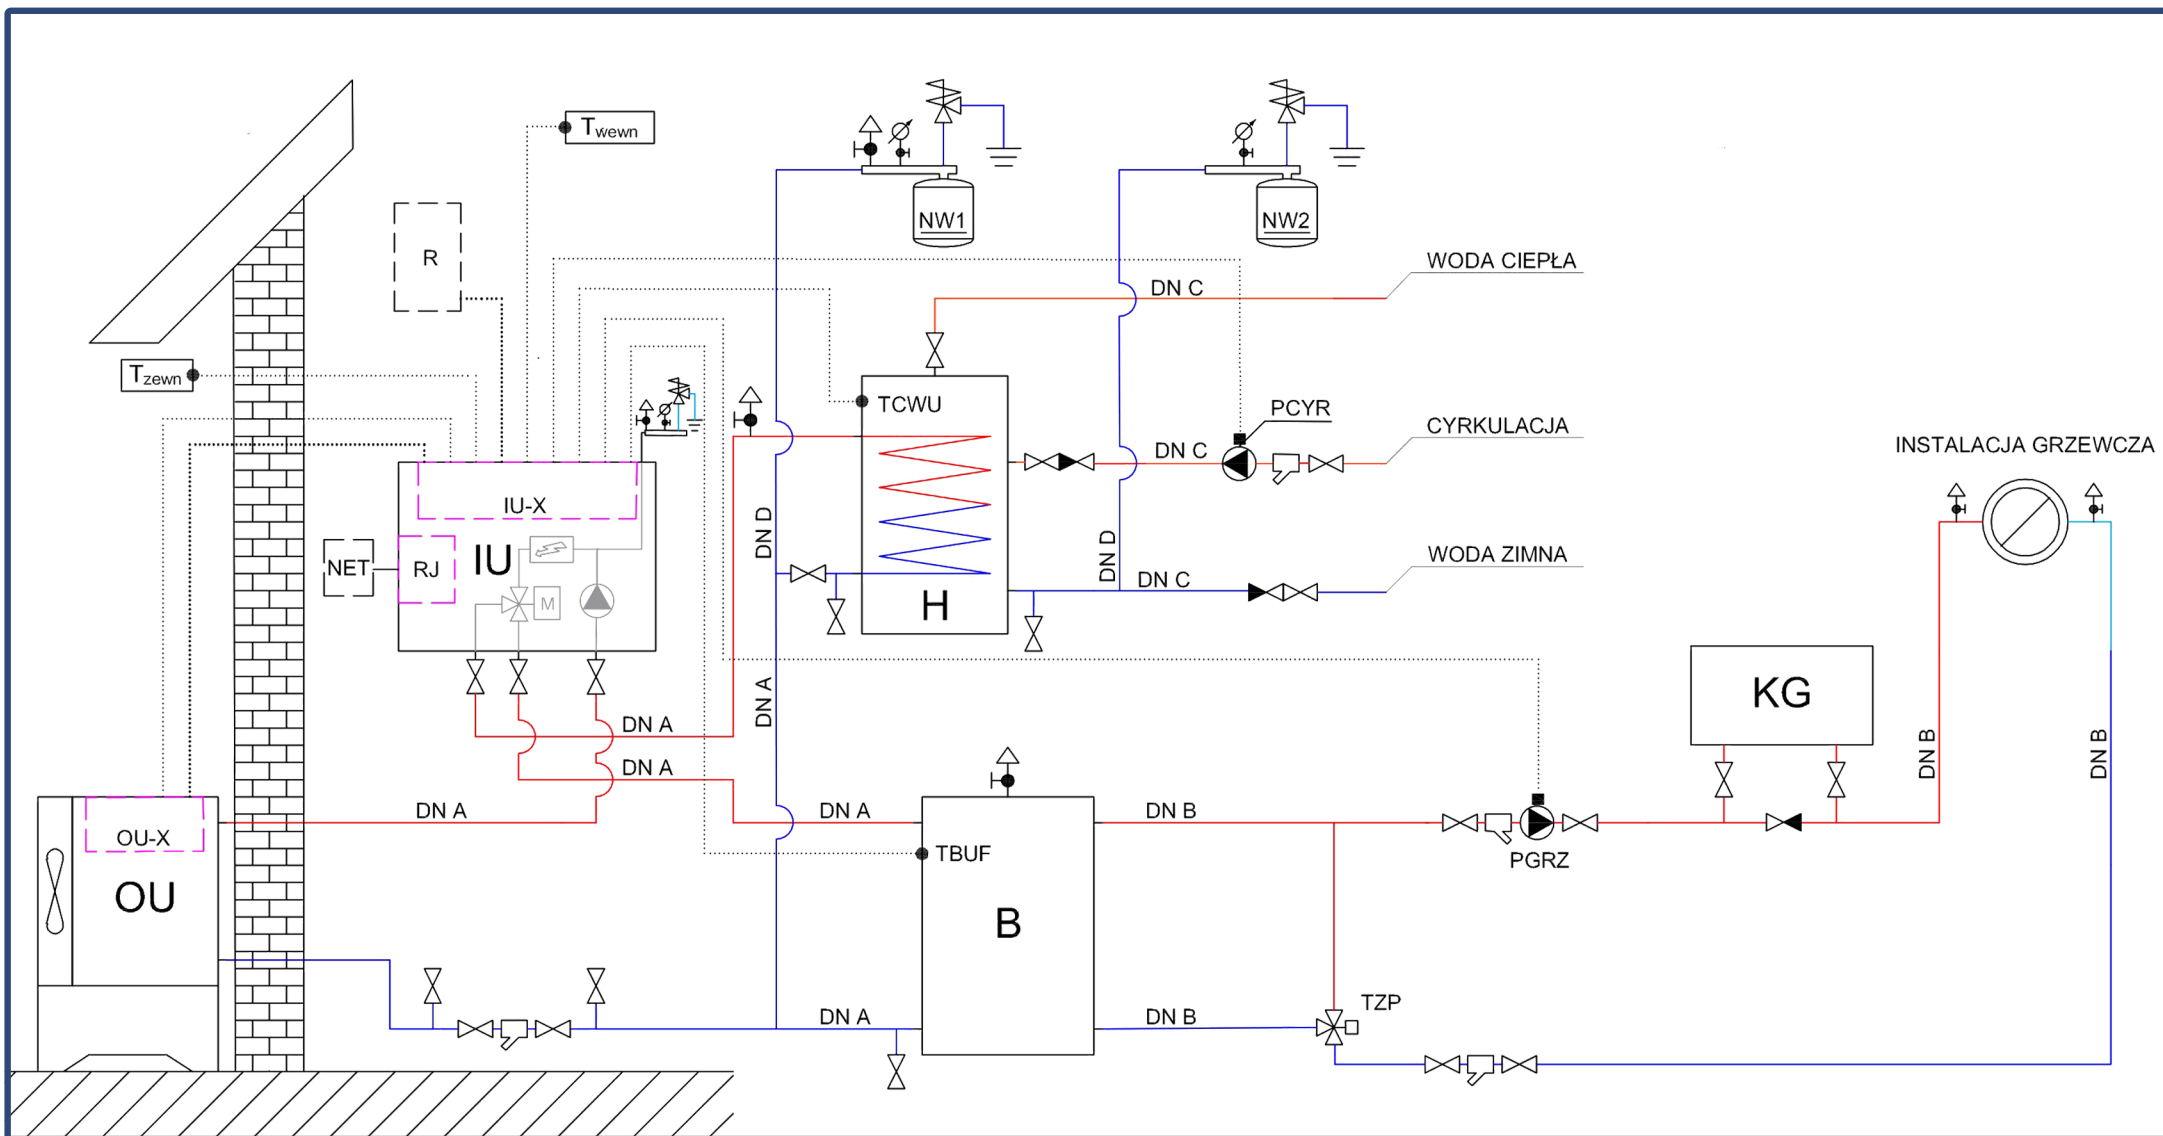 Twewn
R
NW1
NW2
WODA CIEPŁA
DN C
Tzewn
TCWU
PCYR
CYRKULACJA
DN C
INSTALACJA GRZEWCZA
IU-X
DN D
DN D
NET
RJ
IU
M
WODA ZIMNA
DN C
H
DN A
KG
DN A
DN A
DN B
DN B
DN A
DN A
DN B
OU-X
TBUF
PGRZ
OU
B
TZP
DN A
DN B